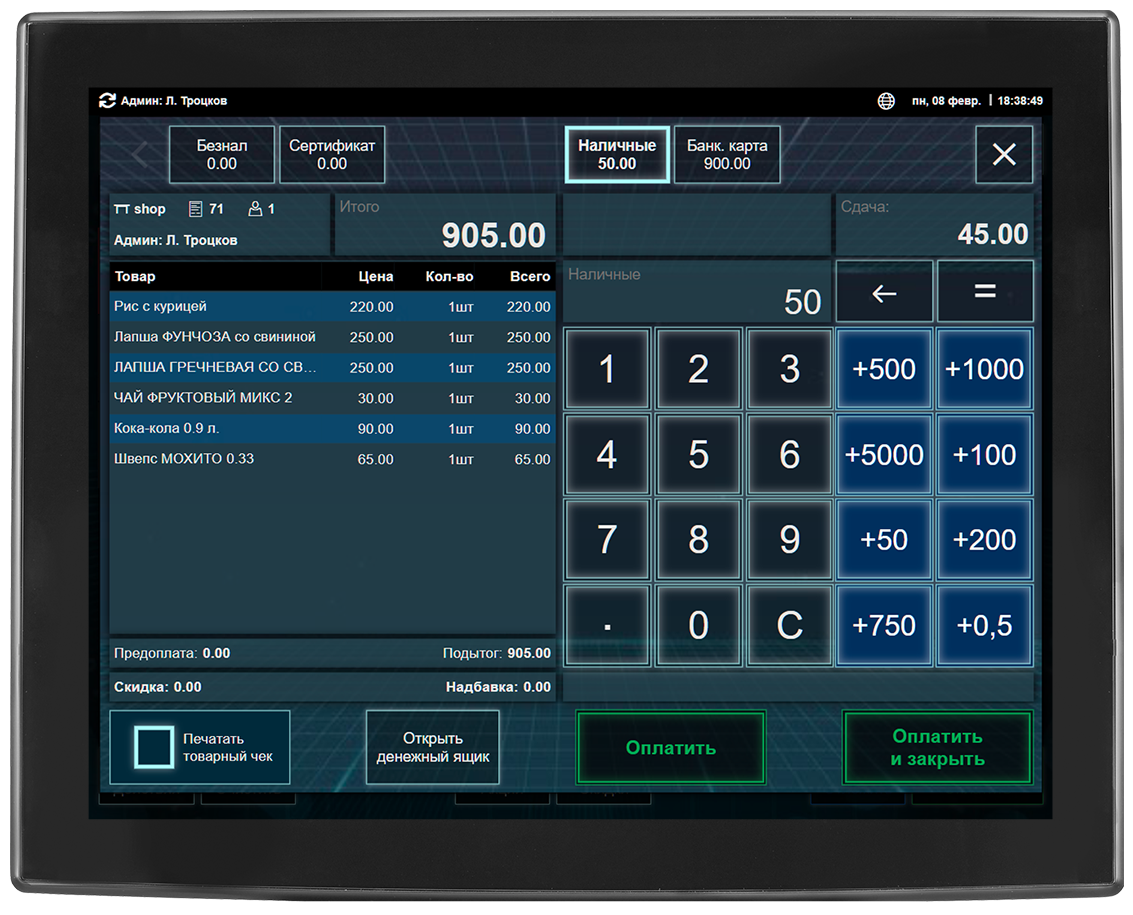 Админ: Л. Троцков
пн, 08 февр. | 18:38:49
Безнал
0.00
Сертификат
0.00
Наличные
50.00
Банк. карта
900.00
shop 71 1
Админ: Л. Троцков
Итого
905.00
Сдача:
45.00
Товар Цена Кол-во Всего
Рис с курицей 220.00 1шт 220.00
Лапша ФУНЧОЗА со свининой 250.00 1шт 250.00
ЛАПША ГРЕЧНЕВАЯ СО СВ... 250.00 1шт 250.00
ЧАЙ ФРУКТОВЫЙ МИКС 2 30.00 1шт 30.00
Кока-кола 0.9 л. 90.00 1шт 90.00
Швепс МОХИТО 0.33 65.00 1шт 65.00
Предоплата: 0.00 Подытог: 905.00
Скидка: 0.00 Надбавка: 0.00
Наличные
50
← =
1 2 3 +500 +1000
4 5 6 +5000 +100
7 8 9 +50 +200
. 0 C +750 +0,5
Печатать
товарный чек
Открыть
денежный ящик
Оплатить
Оплатить
и закрыть